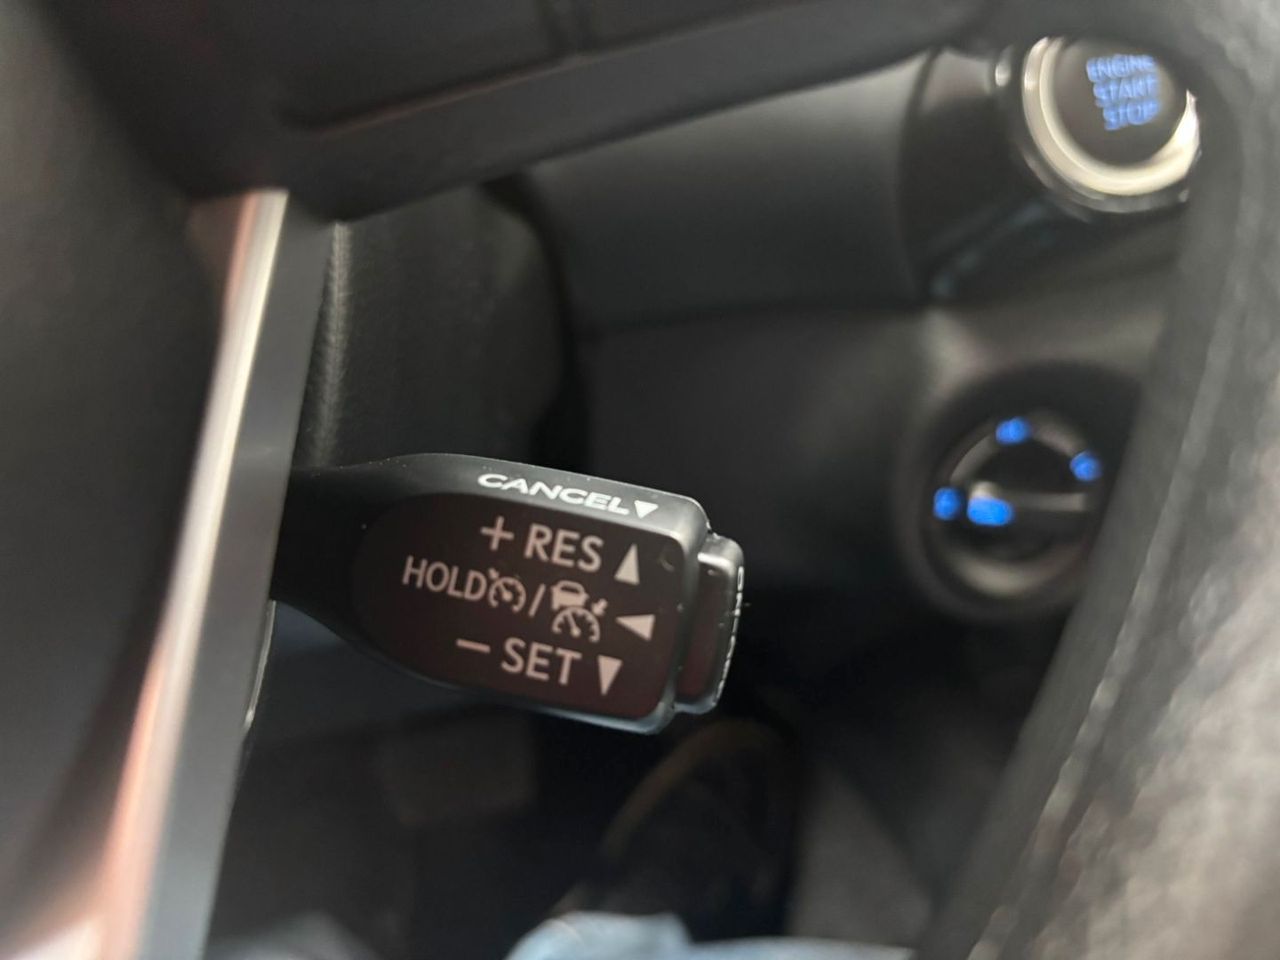 ENGINE
START
STOP
CANCEL▼
+ RES ▲
HOLD / ◄
− SET ▼